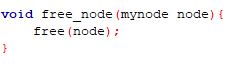 void free_node(mynode node){
    free(node);
}